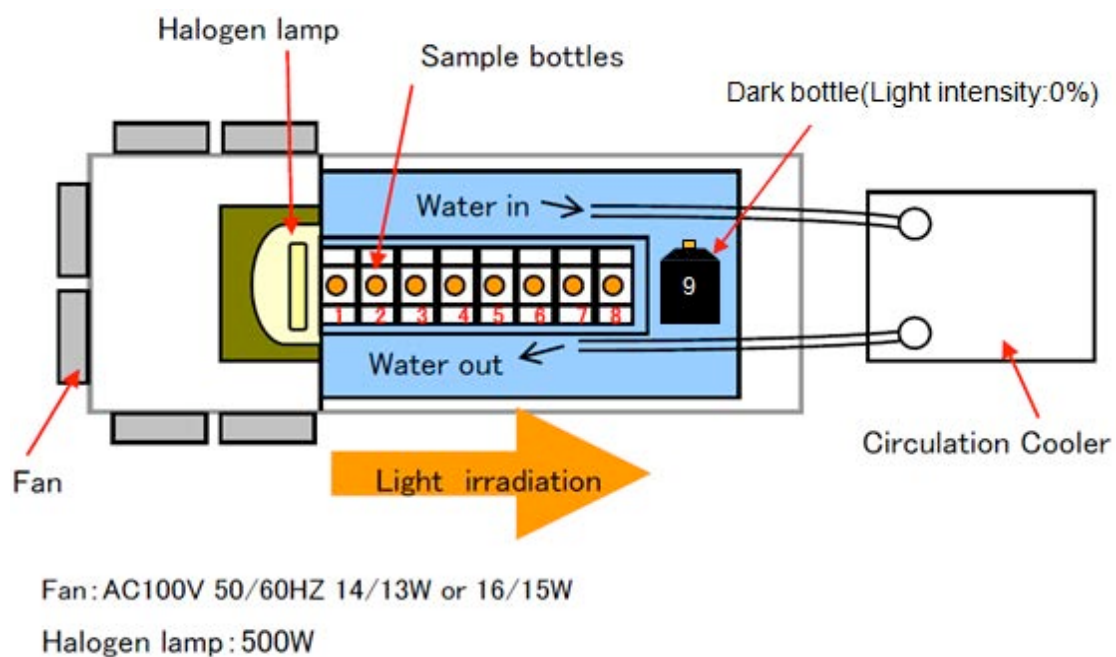 Halogen lamp
Sample bottles
Dark bottle(Light intensity:0%)
Water in
9
1 2 3 4 5 6 7 8
Water out
Circulation Cooler
Fan
Light irradiation
Fan:AC100V 50/60HZ 14/13W or 16/15W
Halogen lamp:500W